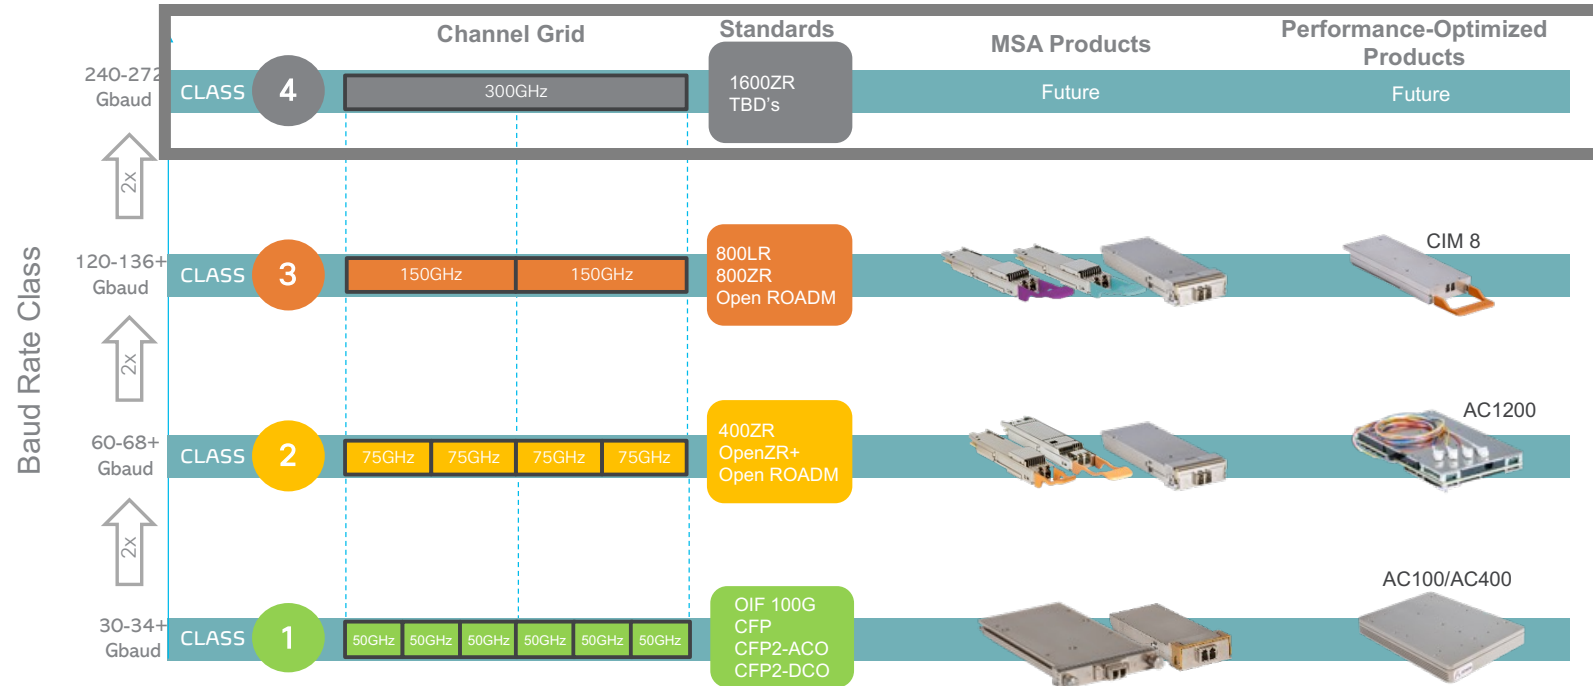 Channel Grid
Standards
MSA Products
Performance-Optimized
Products
240-272
Gbaud
CLASS
4
300GHz
1600ZR
TBD's
Future
Future
2x
Baud Rate Class
120-136+
Gbaud
CLASS
3
150GHz
150GHz
800LR
800ZR
Open ROADM
CIM 8
2x
60-68+
Gbaud
CLASS
2
75GHz
75GHz
75GHz
75GHz
400ZR
OpenZR+
Open ROADM
AC1200
2x
30-34+
Gbaud
CLASS
1
50GHz
50GHz
50GHz
50GHz
50GHz
50GHz
OIF 100G
CFP
CFP2-ACO
CFP2-DCO
AC100/AC400